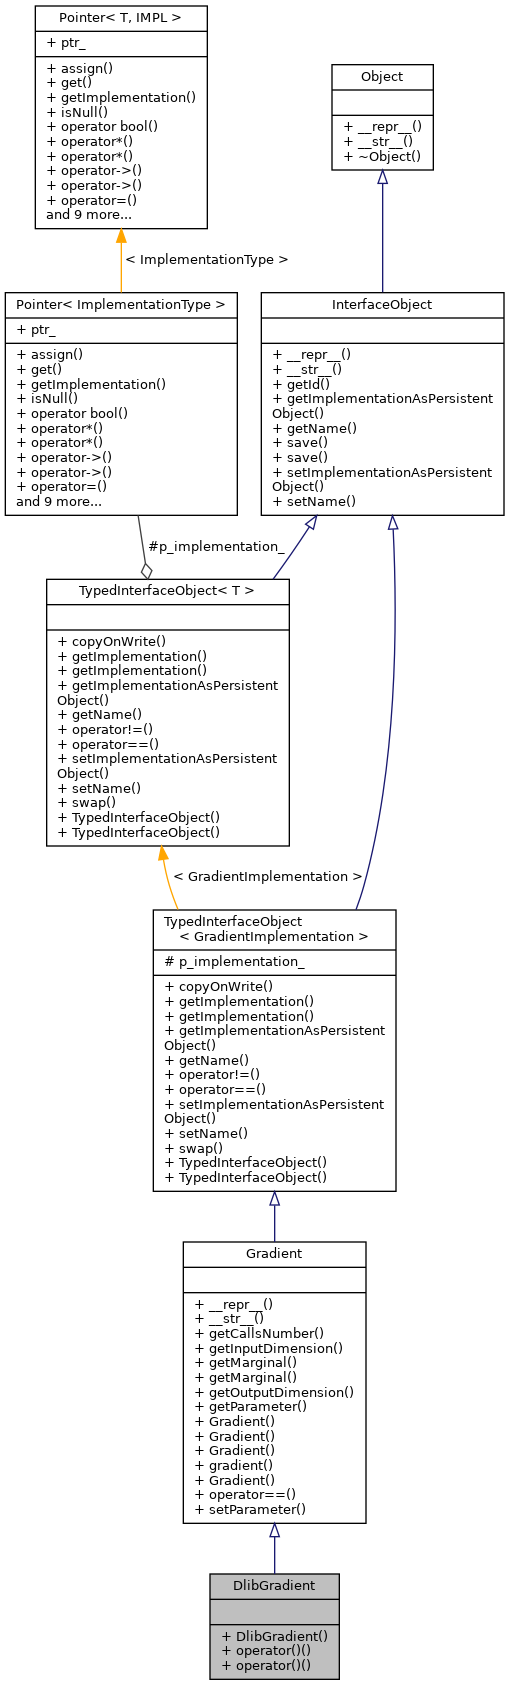 Pointer< T, IMPL >
+ ptr_
+ assign()
+ get()
+ getImplementation()
+ isNull()
+ operator bool()
+ operator*()
+ operator*()
+ operator->()
+ operator->()
+ operator=()
and 9 more...
Object
+ __repr__()
+ __str__()
+ ~Object()
< ImplementationType >
Pointer< ImplementationType >
+ ptr_
+ assign()
+ get()
+ getImplementation()
+ isNull()
+ operator bool()
+ operator*()
+ operator*()
+ operator->()
+ operator->()
+ operator=()
and 9 more...
InterfaceObject
+ __repr__()
+ __str__()
+ getId()
+ getImplementationAsPersistent
Object()
+ getName()
+ save()
+ save()
+ setImplementationAsPersistent
Object()
+ setName()
#p_implementation_
TypedInterfaceObject< T >
+ copyOnWrite()
+ getImplementation()
+ getImplementation()
+ getImplementationAsPersistent
Object()
+ getName()
+ operator!=()
+ operator==()
+ setImplementationAsPersistent
Object()
+ setName()
+ swap()
+ TypedInterfaceObject()
+ TypedInterfaceObject()
< GradientImplementation >
TypedInterfaceObject
< GradientImplementation >
# p_implementation_
+ copyOnWrite()
+ getImplementation()
+ getImplementation()
+ getImplementationAsPersistent
Object()
+ getName()
+ operator!=()
+ operator==()
+ setImplementationAsPersistent
Object()
+ setName()
+ swap()
+ TypedInterfaceObject()
+ TypedInterfaceObject()
Gradient
+ __repr__()
+ __str__()
+ getCallsNumber()
+ getInputDimension()
+ getMarginal()
+ getMarginal()
+ getOutputDimension()
+ getParameter()
+ Gradient()
+ Gradient()
+ Gradient()
+ gradient()
+ Gradient()
+ operator==()
+ setParameter()
DlibGradient
+ DlibGradient()
+ operator()()
+ operator()()